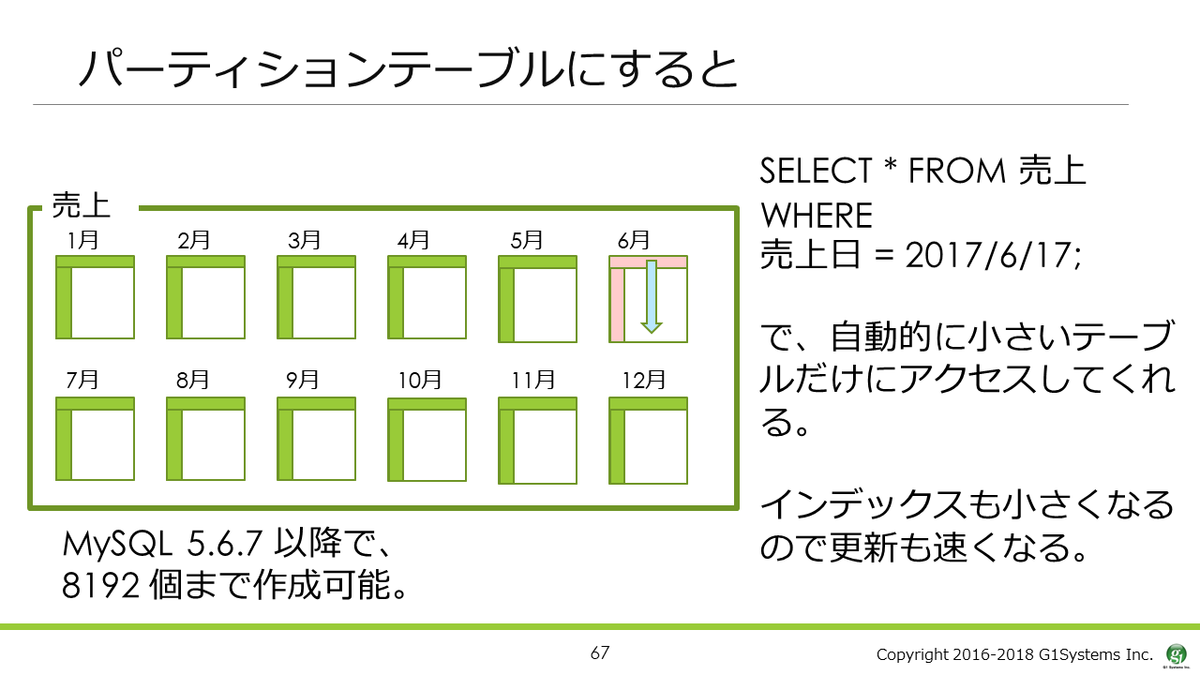 パーティションテーブルにすると
売上
1月 2月 3月 4月 5月 6月
7月 8月 9月 10月 11月 12月
MySQL 5.6.7 以降で、
8192 個まで作成可能。
SELECT * FROM 売上
WHERE
売上日 = 2017/6/17;
で、自動的に小さいテーブ
ルだけにアクセスしてくれ
る。
インデックスも小さくなる
ので更新も速くなる。
67
Copyright 2016-2018 G1Systems Inc.
g1
G1 Systems Inc